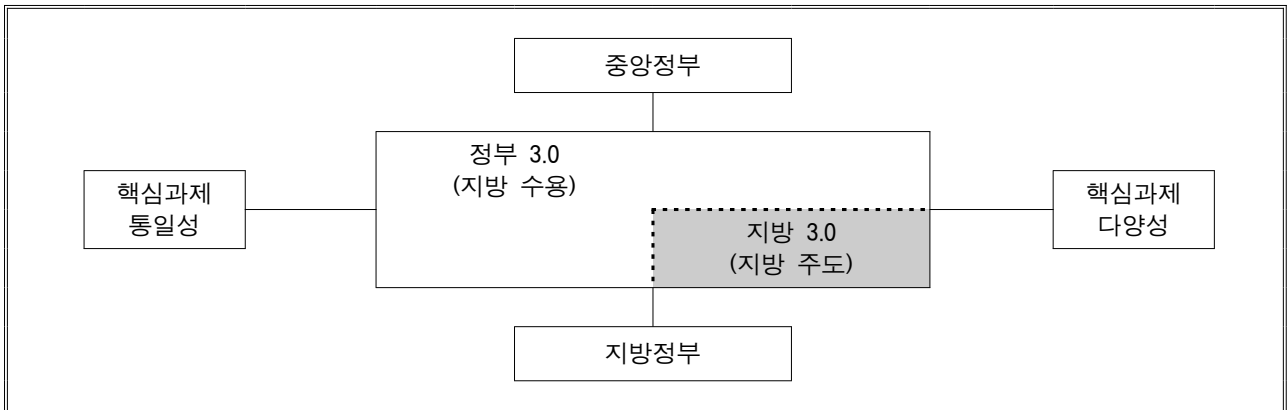 중앙정부
정부 3.0
(지방 수용)
핵심과제
통일성
핵심과제
다양성
지방 3.0
(지방 주도)
지방정부